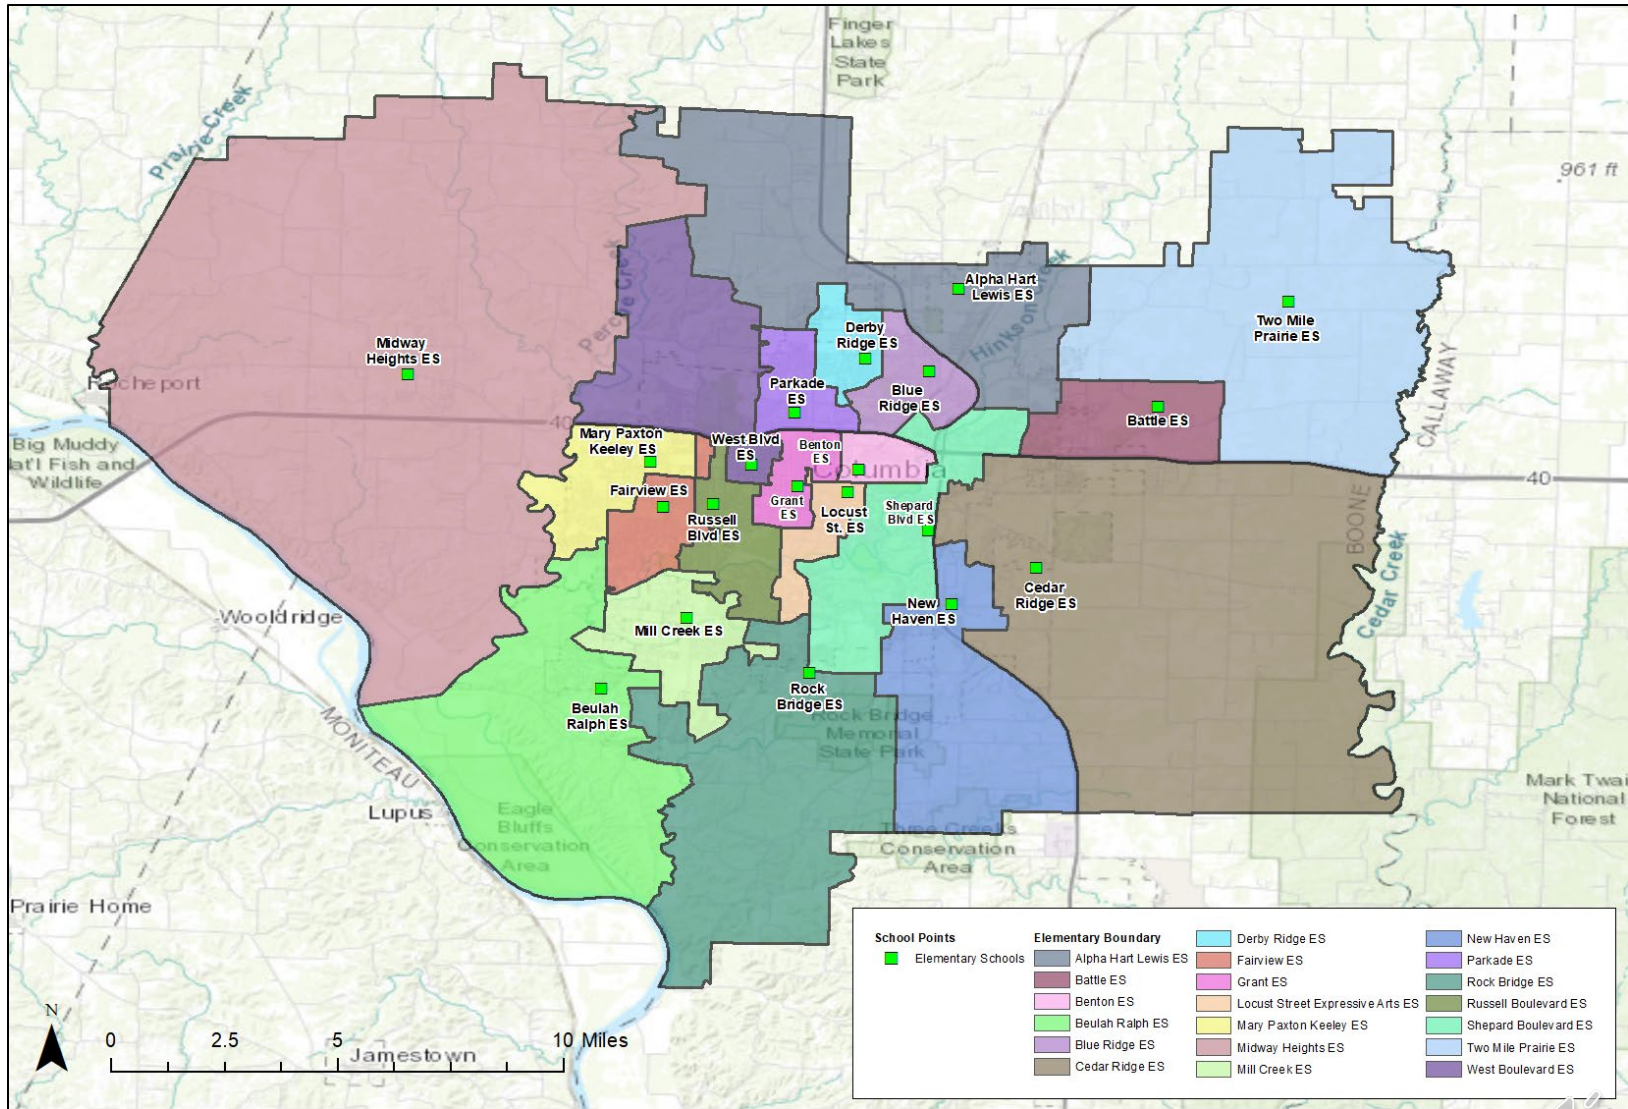 Finger
Lakes
State
Park
Prairie Creek
961 ft
Perche Creek
Hinkson Creek
Alpha Hart
Lewis ES
Two Mile
Prairie ES
Midway
Heights ES
Derby
Ridge ES
Rocheport
CALLAWAY
Parkade
ES
Blue
Ridge ES
Battle ES
40
Big Muddy
Nat'l Fish and
Wildlife
Mary Paxton
Keeley ES
West Blvd
ES
Benton
ES
Columbia
40
Fairview ES
Grant
ES
Locust
St. ES
Shepard
Blvd ES
Russell
Blvd ES
BOONE
Cedar Creek
Cedar
Ridge ES
New
Haven ES
Wooldridge
Mill Creek ES
Rock
Bridge ES
Beulah
Ralph ES
Rock Bridge
Memorial
State Park
MONITEAU
Lupus
Eagle
Bluffs
Conservation
Area
Three Creeks
Conservation
Area
Mark Twai
National
Forest
Prairie Home
Jamestown
N
0 2.5 5 10 Miles
School Points
Elementary Schools
Elementary Boundary
Alpha Hart Lewis ES
Battle ES
Benton ES
Beulah Ralph ES
Blue Ridge ES
Cedar Ridge ES
Derby Ridge ES
Fairview ES
Grant ES
Locust Street Expressive Arts ES
Mary Paxton Keeley ES
Midway Heights ES
Mill Creek ES
New Haven ES
Parkade ES
Rock Bridge ES
Russell Boulevard ES
Shepard Boulevard ES
Two Mile Prairie ES
West Boulevard ES